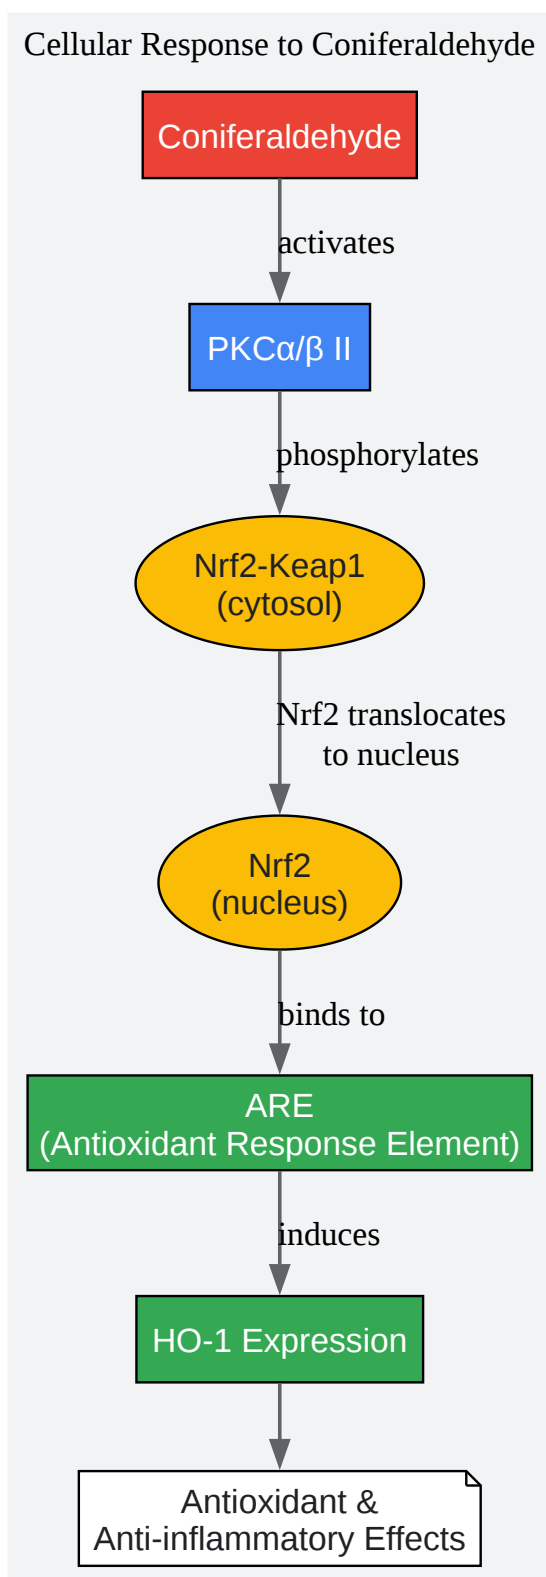 Cellular Response to Coniferaldehyde
Coniferaldehyde
activates
PKCα/β II
phosphorylates
Nrf2-Keap1
(cytosol)
Nrf2 translocates
to nucleus
Nrf2
(nucleus)
binds to
ARE
(Antioxidant Response Element)
induces
HO-1 Expression
Antioxidant &
Anti-inflammatory Effects